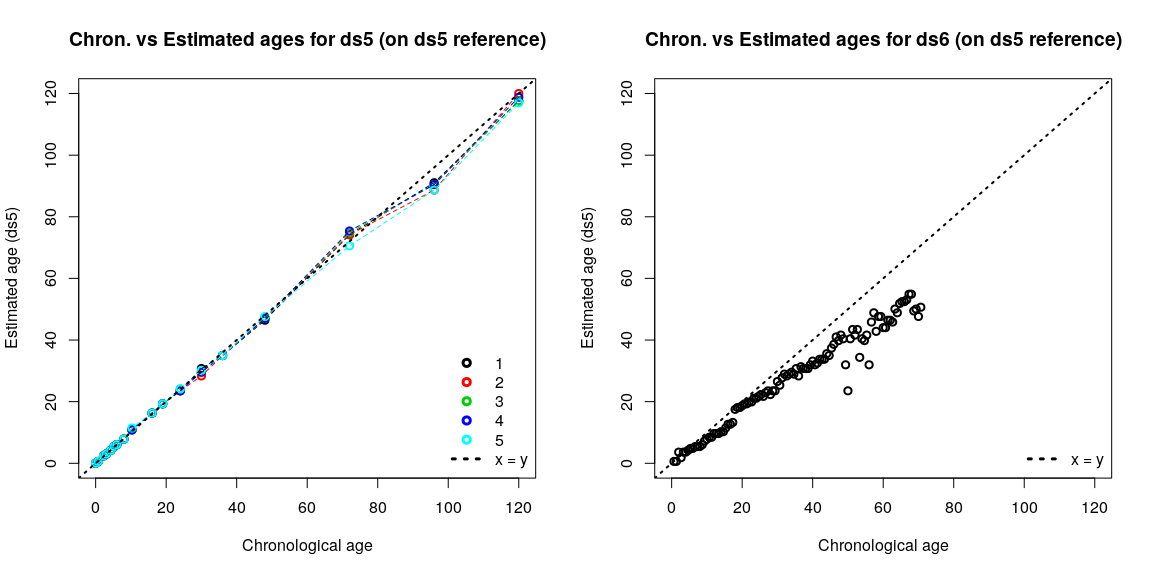 Chron. vs Estimated ages for ds5 (on ds5 reference)
Estimated age (ds5)
120
100
80
60
40
20
0
1
2
3
4
5
x = y
0 20 40 60 80 100 120
Chronological age
Chron. vs Estimated ages for ds6 (on ds5 reference)
Estimated age (ds5)
120
100
80
60
40
20
0
x = y
0 20 40 60 80 100 120
Chronological age